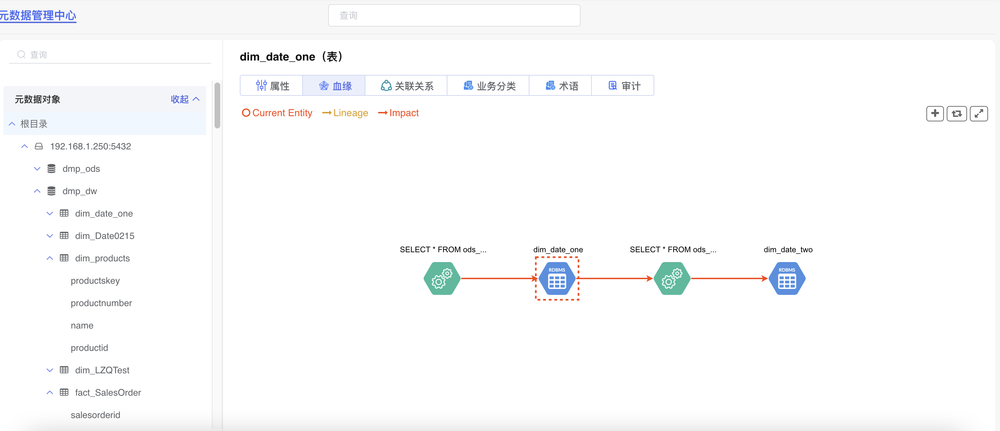 元数据管理中心
查询
查询
元数据对象 收起
根目录
192.168.1.250:5432
dmp_ods
dmp_dw
dim_date_one
dim_Date0215
dim_products
productskey
productnumber
name
productid
dim_LZQTest
fact_SalesOrder
salesorderid
dim_date_one（表）
属性 血缘 关联关系 业务分类 术语 审计
Current Entity Lineage Impact
SELECT * FROM ods_... dim_date_one SELECT * FROM ods_... dim_date_two
RDBMS RDBMS